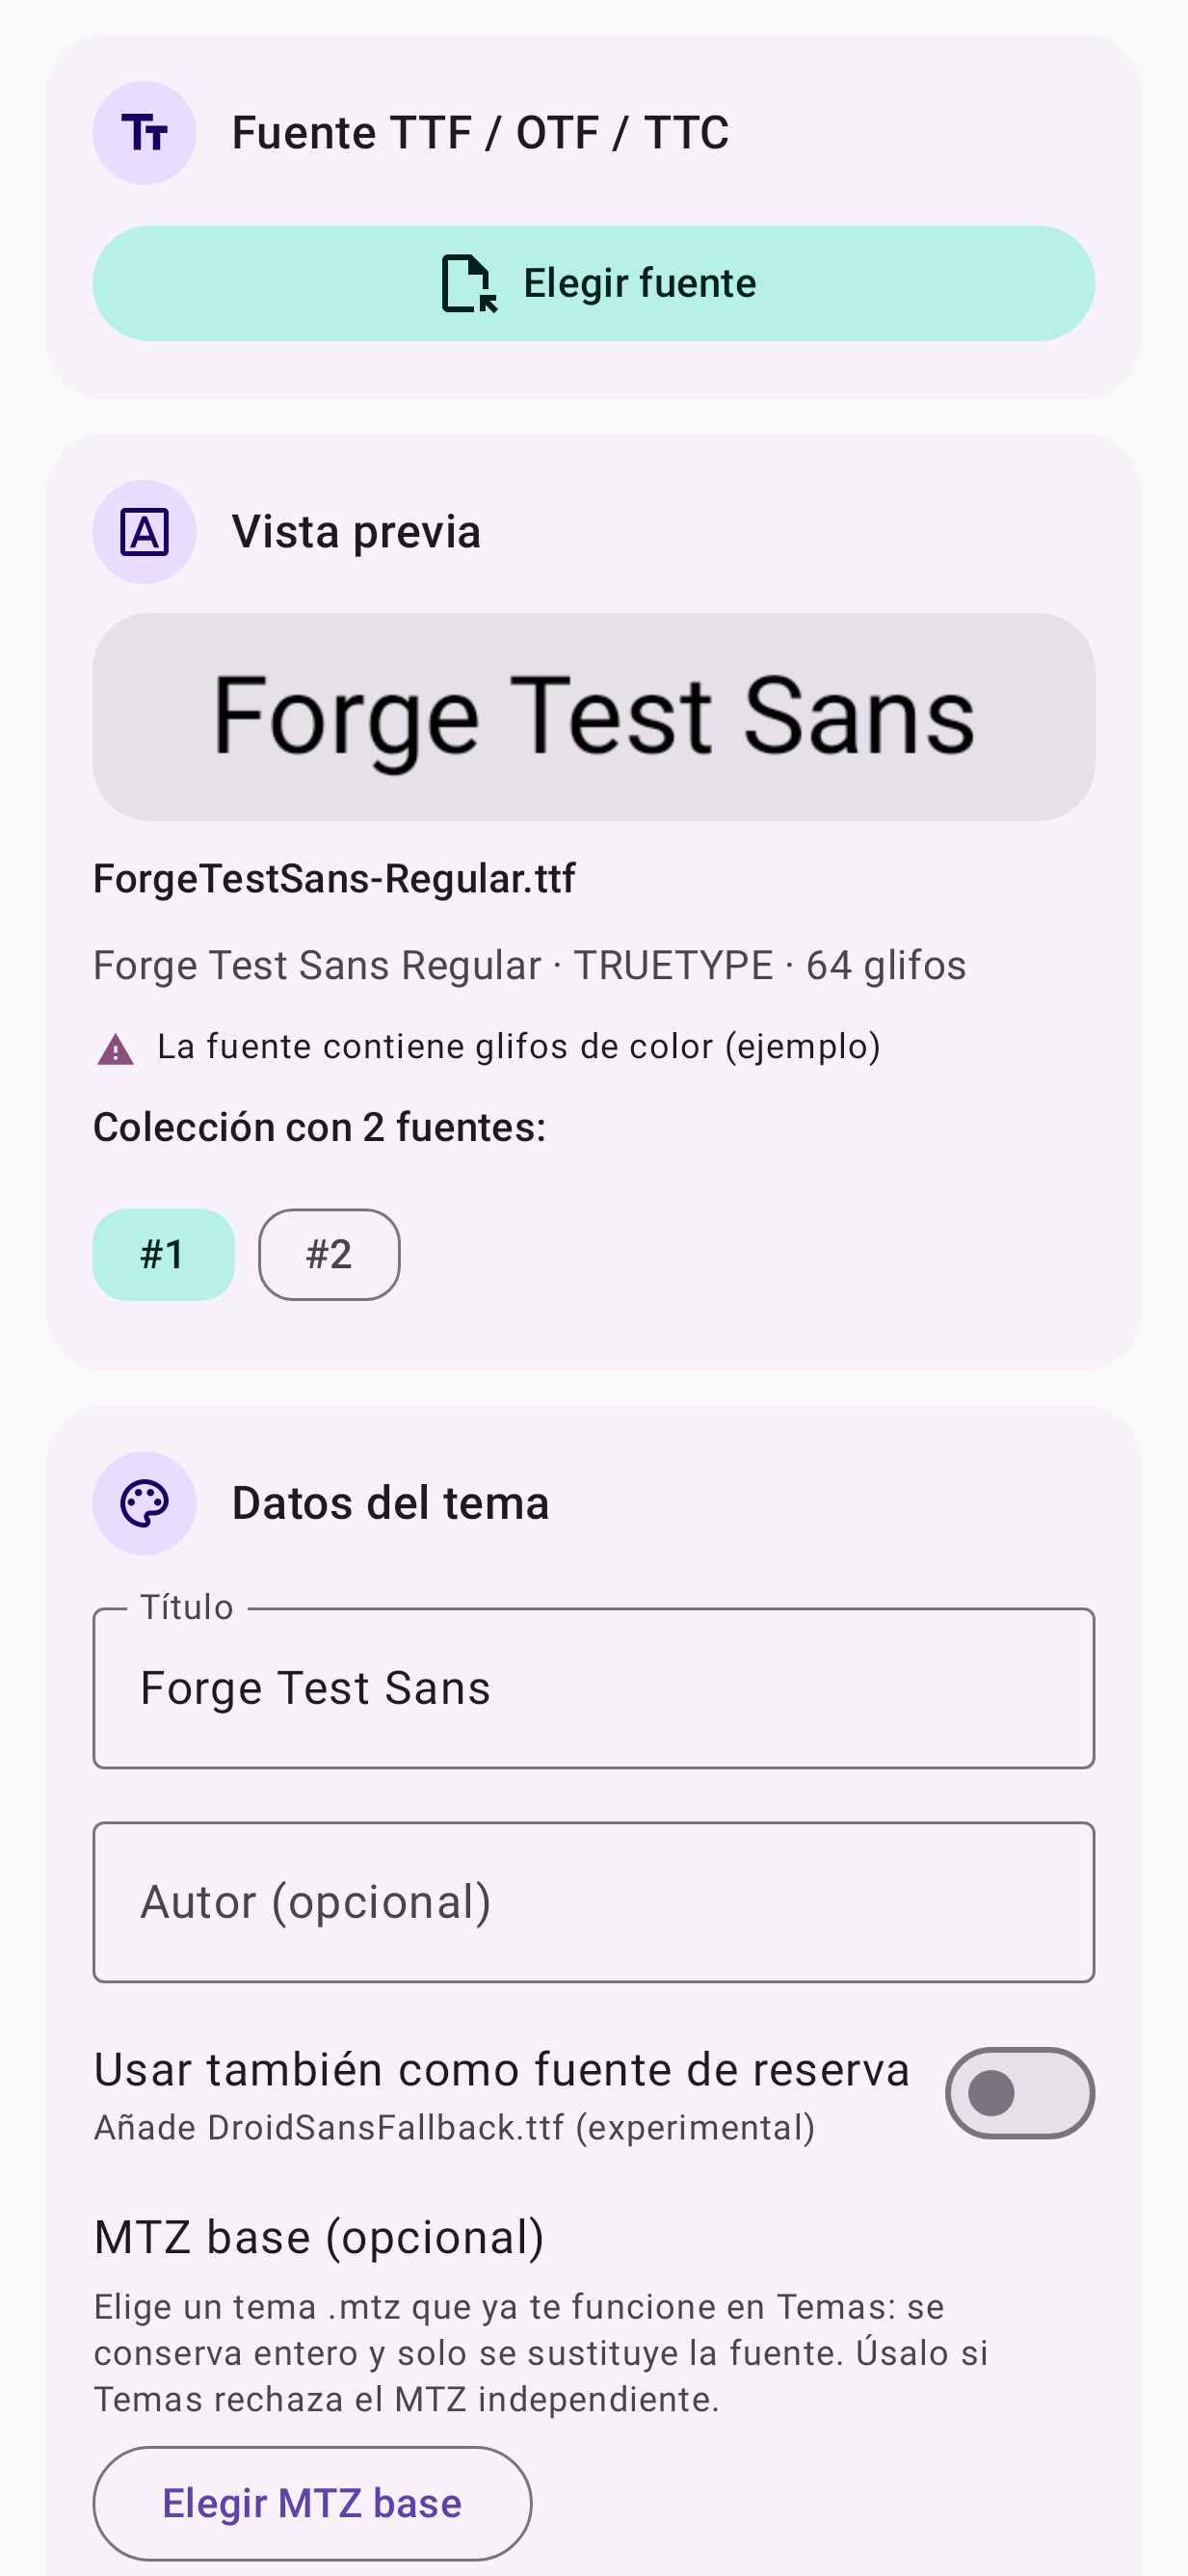 Fuente TTF / OTF / TTC
Elegir fuente
Vista previa
Forge Test Sans
ForgeTestSans-Regular.ttf
Forge Test Sans Regular · TRUETYPE · 64 glifos
La fuente contiene glifos de color (ejemplo)
Colección con 2 fuentes:
#1 #2
Datos del tema
Título
Forge Test Sans
Autor (opcional)
Usar también como fuente de reserva
Añade DroidSansFallback.ttf (experimental)
MTZ base (opcional)
Elige un tema .mtz que ya te funcione en Temas: se
conserva entero y solo se sustituye la fuente. Úsalo si
Temas rechaza el MTZ independiente.
Elegir MTZ base